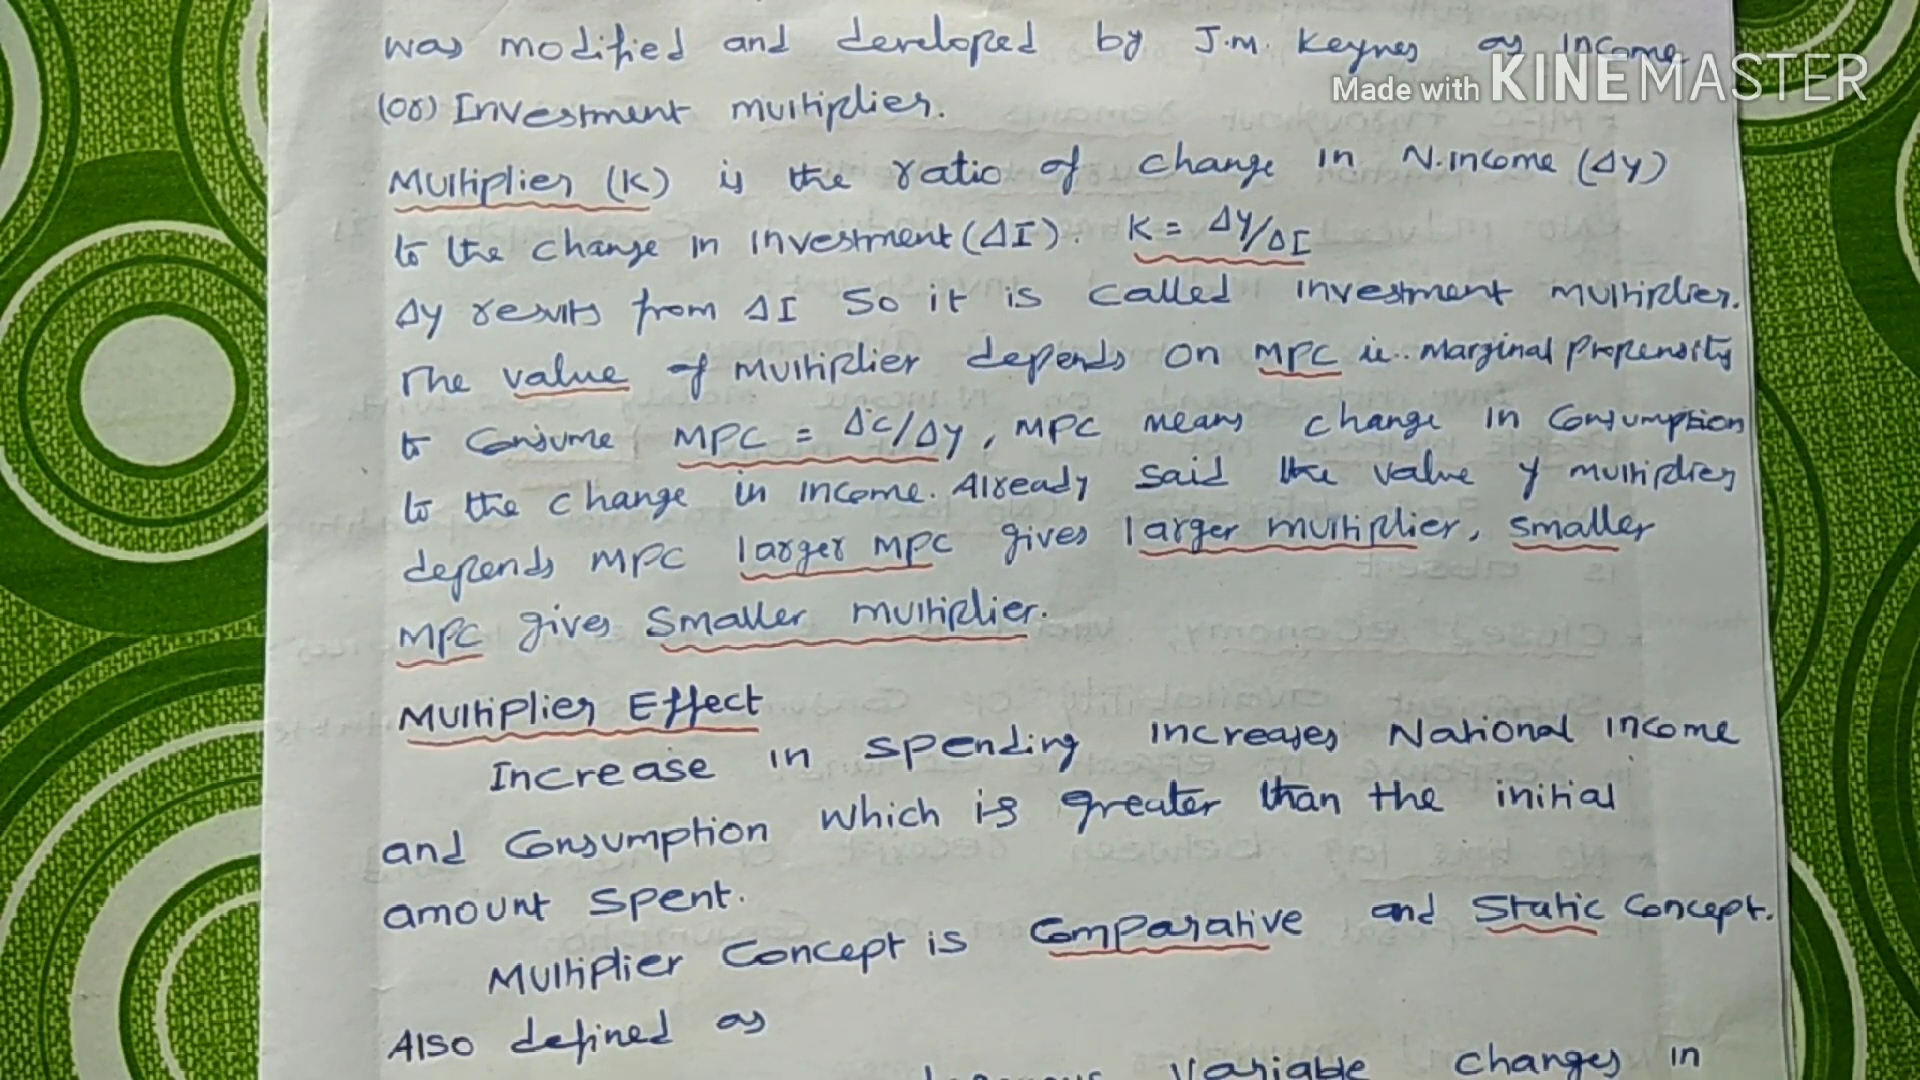 was modified and developed by J.M. Keynes as Income
Made with KINEMASTER
(or) Investment multiplier.
Multiplier (K) is the ratio of change in N.income (ΔY)
to the change in investment (ΔI). K = ΔY/ΔI
ΔY results from ΔI So it is called investment multiplier.
The value of multiplier depends on MPC ie.. Marginal Propensity
to Consume MPC = ΔC/ΔY, MPC means change in Consumption
to the change in income. Already said the value of multiplier
depends MPC larger MPC gives larger multiplier, smaller
MPC gives smaller multiplier.
Multiplier Effect
Increase in spending increases National income
and Consumption which is greater than the initial
amount spent.
Multiplier Concept is Comparative and Static Concept.
Also defined as
variable changes in